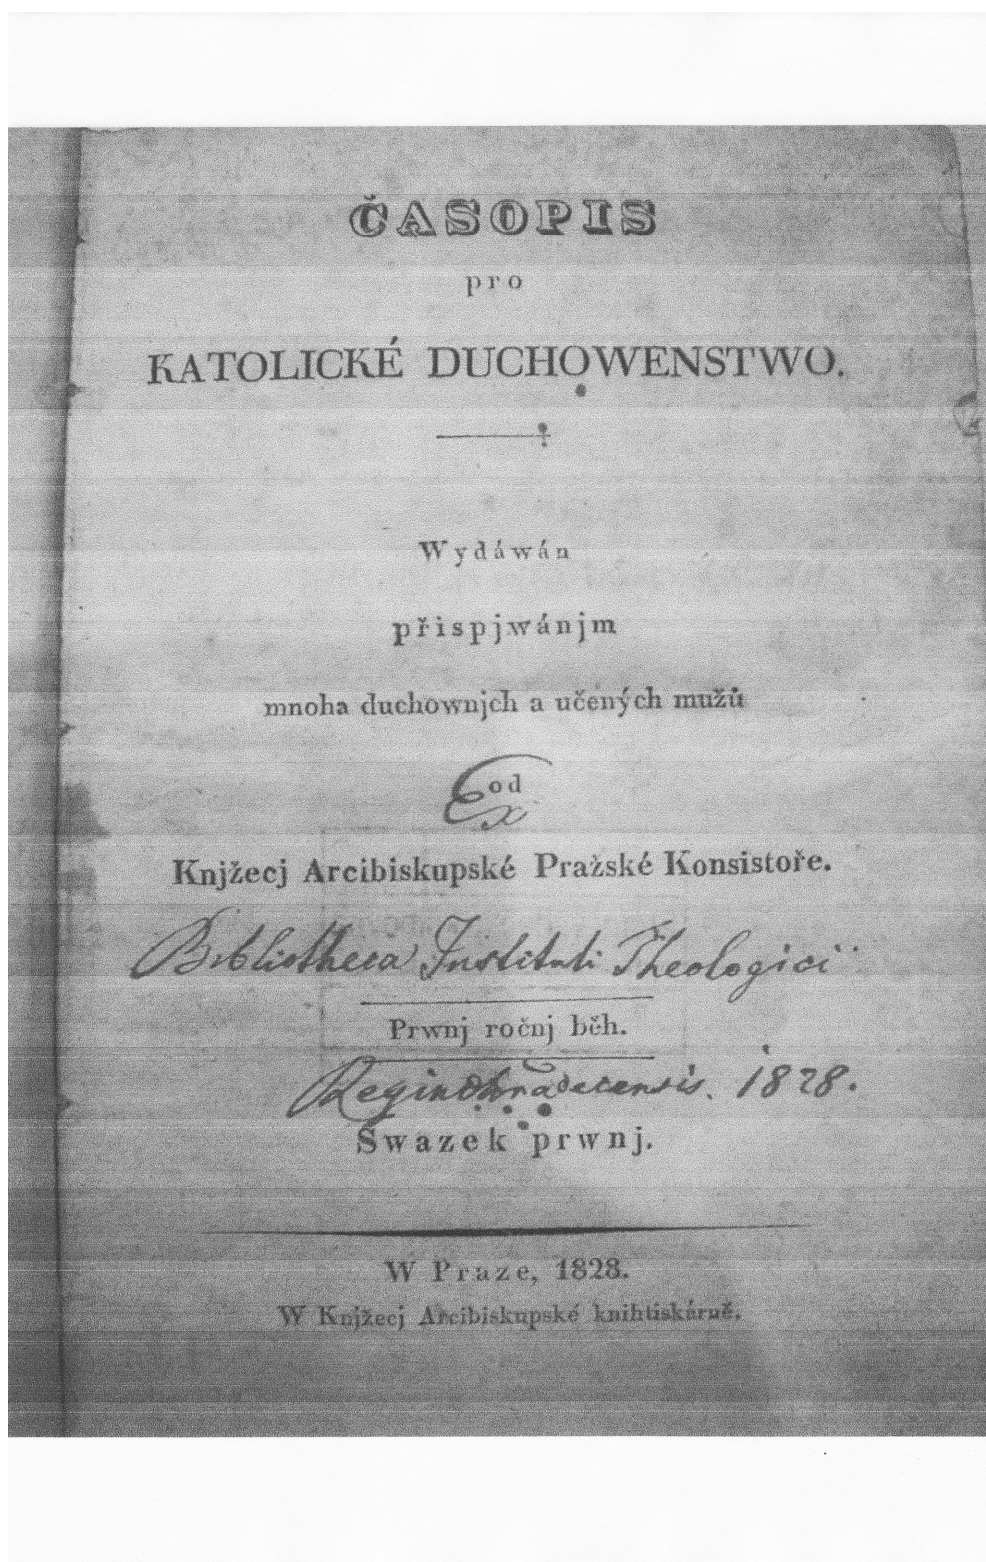 ČASOPIS
pro
KATOLICKÉ DUCHOWENSTWO.
Wydáwán
přispjwánjm
mnoha duchownjch a učených mužů
od
Ex
Knjžecj Arcibiskupské Pražské Konsistoře.
Bibliotheca Instituti Theologici
Prwnj ročnj běh.
Reginohradecensis. 1828.
Swazek prwnj.
W Praze, 1828.
W Knjžecj Arcibiskupské knihtiskárně.